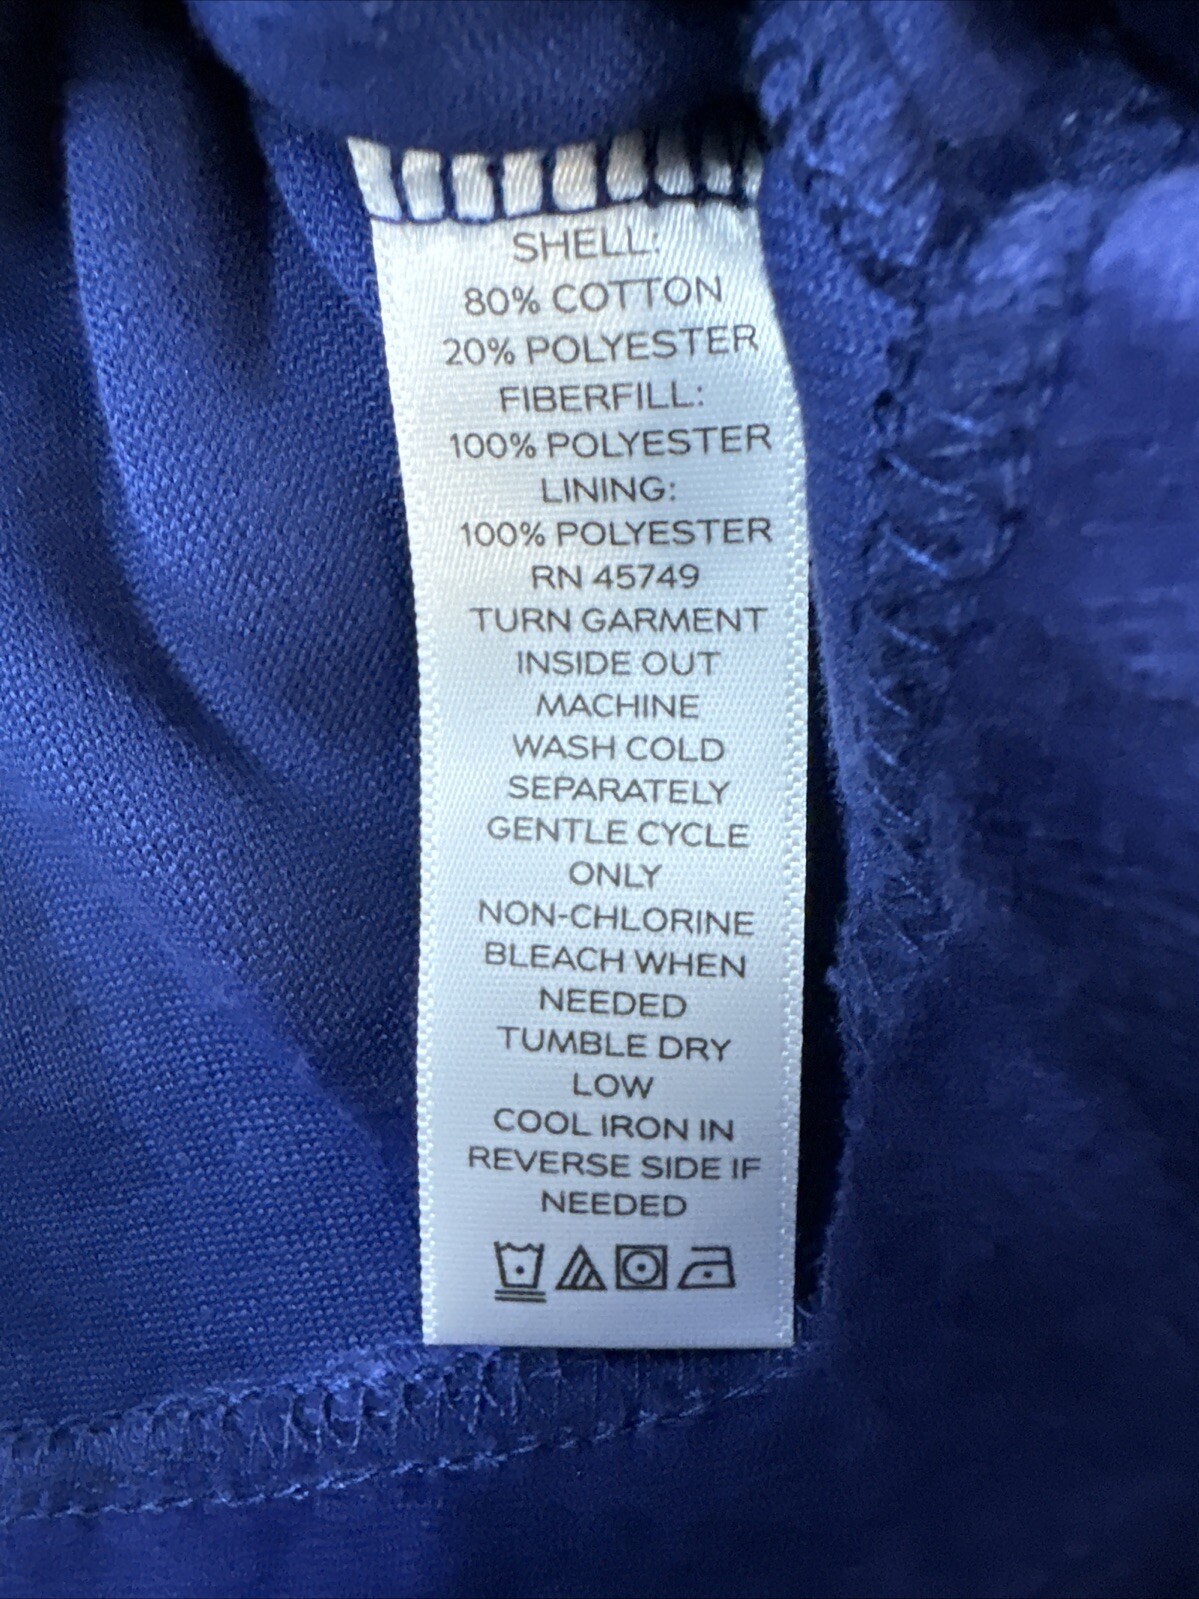 SHELL:
80% COTTON
20% POLYESTER
FIBERFILL:
100% POLYESTER
LINING:
100% POLYESTER
RN 45749
TURN GARMENT
INSIDE OUT
MACHINE
WASH COLD
SEPARATELY
GENTLE CYCLE
ONLY
NON-CHLORINE
BLEACH WHEN
NEEDED
TUMBLE DRY
LOW
COOL IRON IN
REVERSE SIDE IF
NEEDED